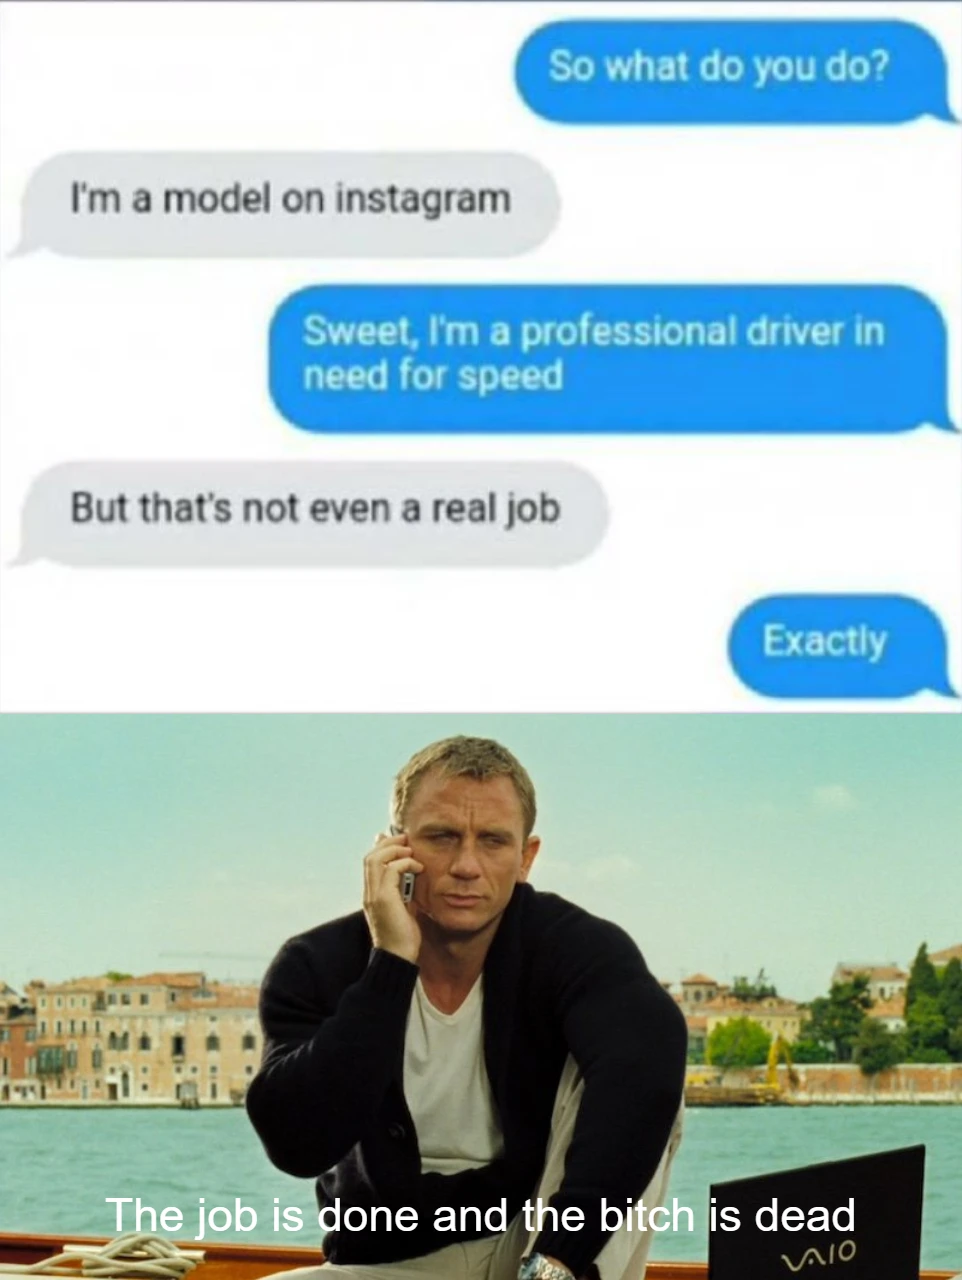 So what do you do?
I'm a model on instagram
Sweet, I'm a professional driver in
need for speed
But that's not even a real job
Exactly
The job is done and the bitch is dead
VAIO